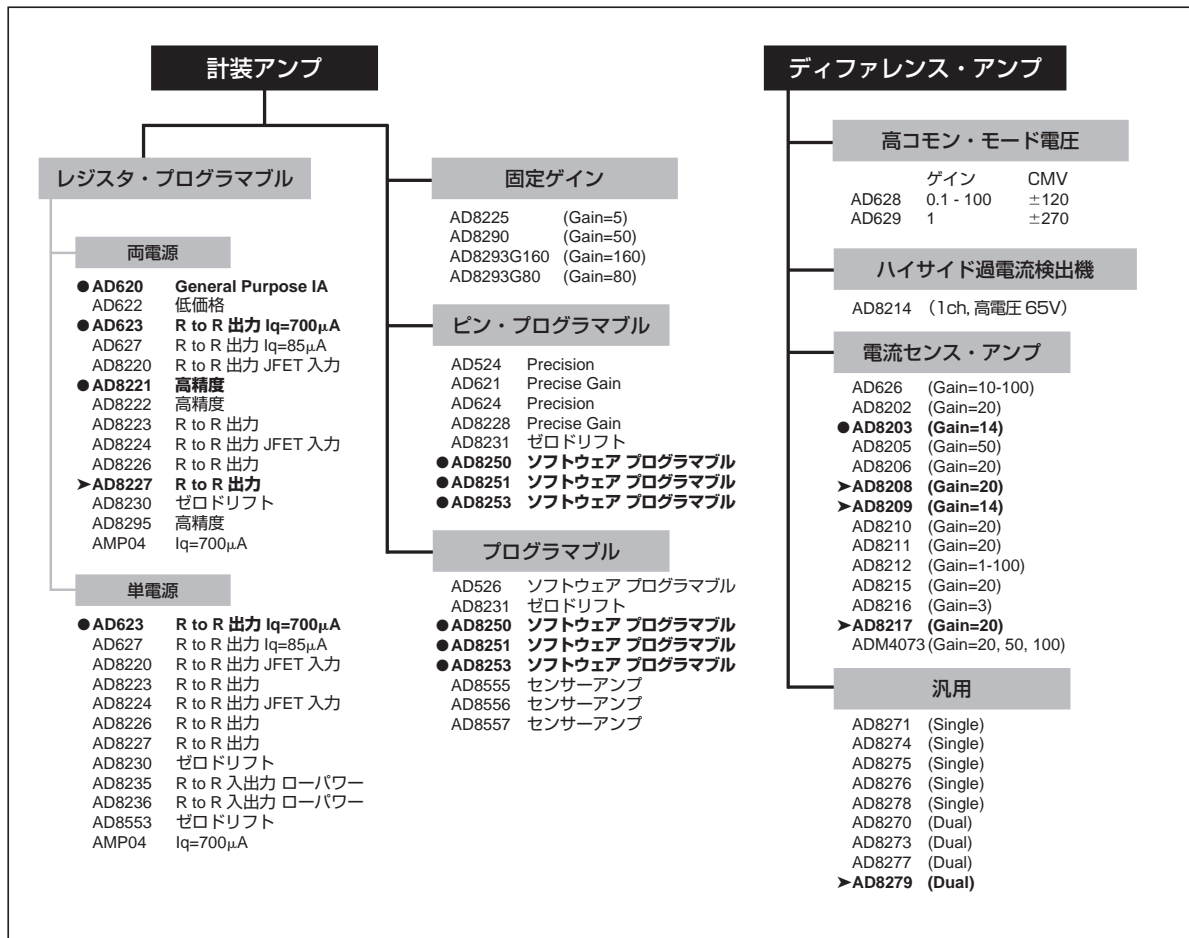 計装アンプ
レジスタ・プログラマブル
両電源
●AD620 General Purpose IA
AD622 低価格
●AD623 R to R 出力 Iq=700μA
AD627 R to R 出力 Iq=85μA
AD8220 R to R 出力 JFET 入力
●AD8221 高精度
AD8222 高精度
AD8223 R to R 出力
AD8224 R to R 出力 JFET 入力
AD8226 R to R 出力
➤AD8227 R to R 出力
AD8230 ゼロドリフト
AD8295 高精度
AMP04 Iq=700μA
単電源
●AD623 R to R 出力 Iq=700μA
AD627 R to R 出力 Iq=85μA
AD8220 R to R 出力 JFET 入力
AD8223 R to R 出力
AD8224 R to R 出力 JFET 入力
AD8226 R to R 出力
AD8227 R to R 出力
AD8230 ゼロドリフト
AD8235 R to R 入出力 ローパワー
AD8236 R to R 入出力 ローパワー
AD8553 ゼロドリフト
AMP04 Iq=700μA
固定ゲイン
AD8225 (Gain=5)
AD8290 (Gain=50)
AD8293G160 (Gain=160)
AD8293G80 (Gain=80)
ピン・プログラマブル
AD524 Precision
AD621 Precise Gain
AD624 Precision
AD8228 Precise Gain
AD8231 ゼロドリフト
●AD8250 ソフトウェア プログラマブル
●AD8251 ソフトウェア プログラマブル
●AD8253 ソフトウェア プログラマブル
プログラマブル
AD526 ソフトウェア プログラマブル
AD8231 ゼロドリフト
●AD8250 ソフトウェア プログラマブル
●AD8251 ソフトウェア プログラマブル
●AD8253 ソフトウェア プログラマブル
AD8555 センサーアンプ
AD8556 センサーアンプ
AD8557 センサーアンプ
ディファレンス・アンプ
高コモン・モード電圧
ゲイン CMV
AD628 0.1 - 100 ±120
AD629 1 ±270
ハイサイド過電流検出機
AD8214 (1ch, 高電圧 65V)
電流センス・アンプ
AD626 (Gain=10-100)
AD8202 (Gain=20)
●AD8203 (Gain=14)
AD8205 (Gain=50)
AD8206 (Gain=20)
➤AD8208 (Gain=20)
➤AD8209 (Gain=14)
AD8210 (Gain=20)
AD8211 (Gain=20)
AD8212 (Gain=1-100)
AD8215 (Gain=20)
AD8216 (Gain=3)
➤AD8217 (Gain=20)
ADM4073 (Gain=20, 50, 100)
汎用
AD8271 (Single)
AD8274 (Single)
AD8275 (Single)
AD8276 (Single)
AD8278 (Single)
AD8270 (Dual)
AD8273 (Dual)
AD8277 (Dual)
➤AD8279 (Dual)